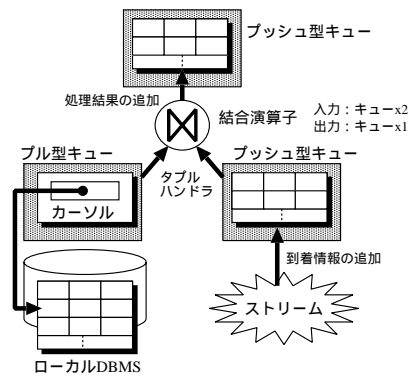 プッシュ型キュー
処理結果の追加
結合演算子
入力：キューx2
出力：キューx1
プル型キュー
プッシュ型キュー
タプル
ハンドラ
カーソル
到着情報の追加
ストリーム
ローカルDBMS